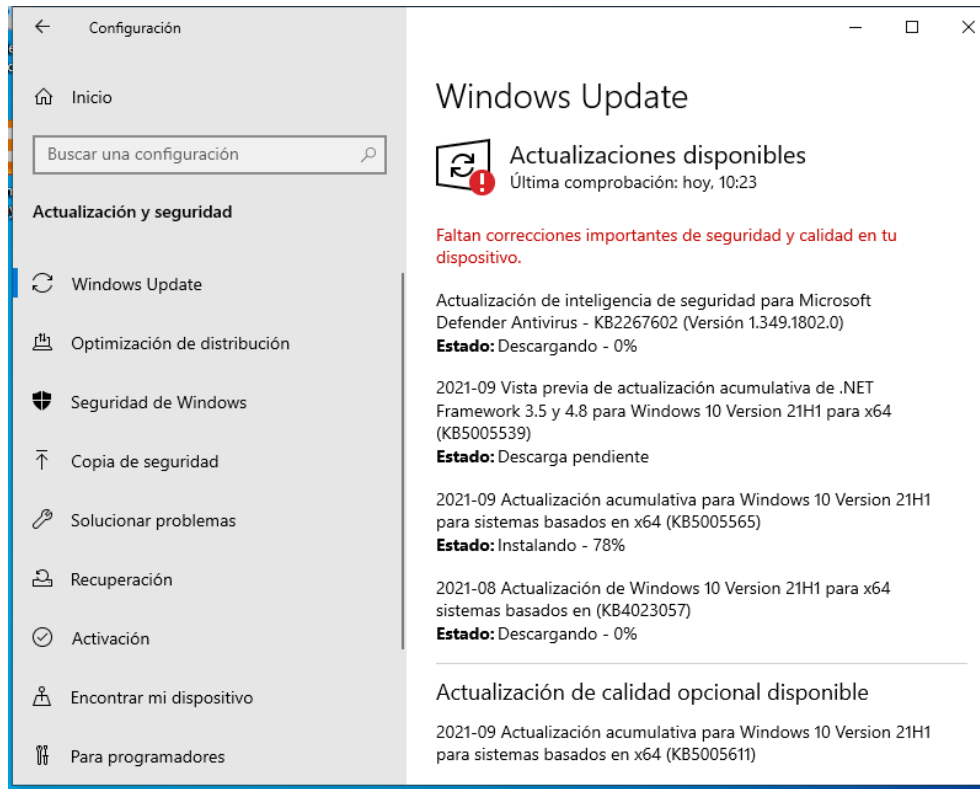 Configuración
Inicio
Buscar una configuración
Actualización y seguridad
Windows Update
Optimización de distribución
Seguridad de Windows
Copia de seguridad
Solucionar problemas
Recuperación
Activación
Encontrar mi dispositivo
Para programadores
Windows Update
Actualizaciones disponibles
Última comprobación: hoy, 10:23
Faltan correcciones importantes de seguridad y calidad en tu
dispositivo.
Actualización de inteligencia de seguridad para Microsoft
Defender Antivirus - KB2267602 (Versión 1.349.1802.0)
Estado: Descargando - 0%
2021-09 Vista previa de actualización acumulativa de .NET
Framework 3.5 y 4.8 para Windows 10 Version 21H1 para x64
(KB5005539)
Estado: Descarga pendiente
2021-09 Actualización acumulativa para Windows 10 Version 21H1
para sistemas basados en x64 (KB5005565)
Estado: Instalando - 78%
2021-08 Actualización de Windows 10 Version 21H1 para x64
sistemas basados en (KB4023057)
Estado: Descargando - 0%
Actualización de calidad opcional disponible
2021-09 Actualización acumulativa para Windows 10 Version 21H1
para sistemas basados en x64 (KB5005611)